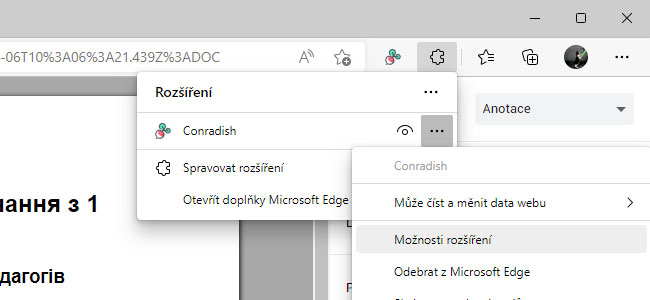 -06T10%3A06%3A21.439Z%3ADOC
Rozšíření
Anotace
Conradish
Conradish
Spravovat rozšíření
Může číst a měnit data webu
Otevřít doplňky Microsoft Edge
ання з 1
Možnosti rozšíření
дагогів
Odebrat z Microsoft Edge